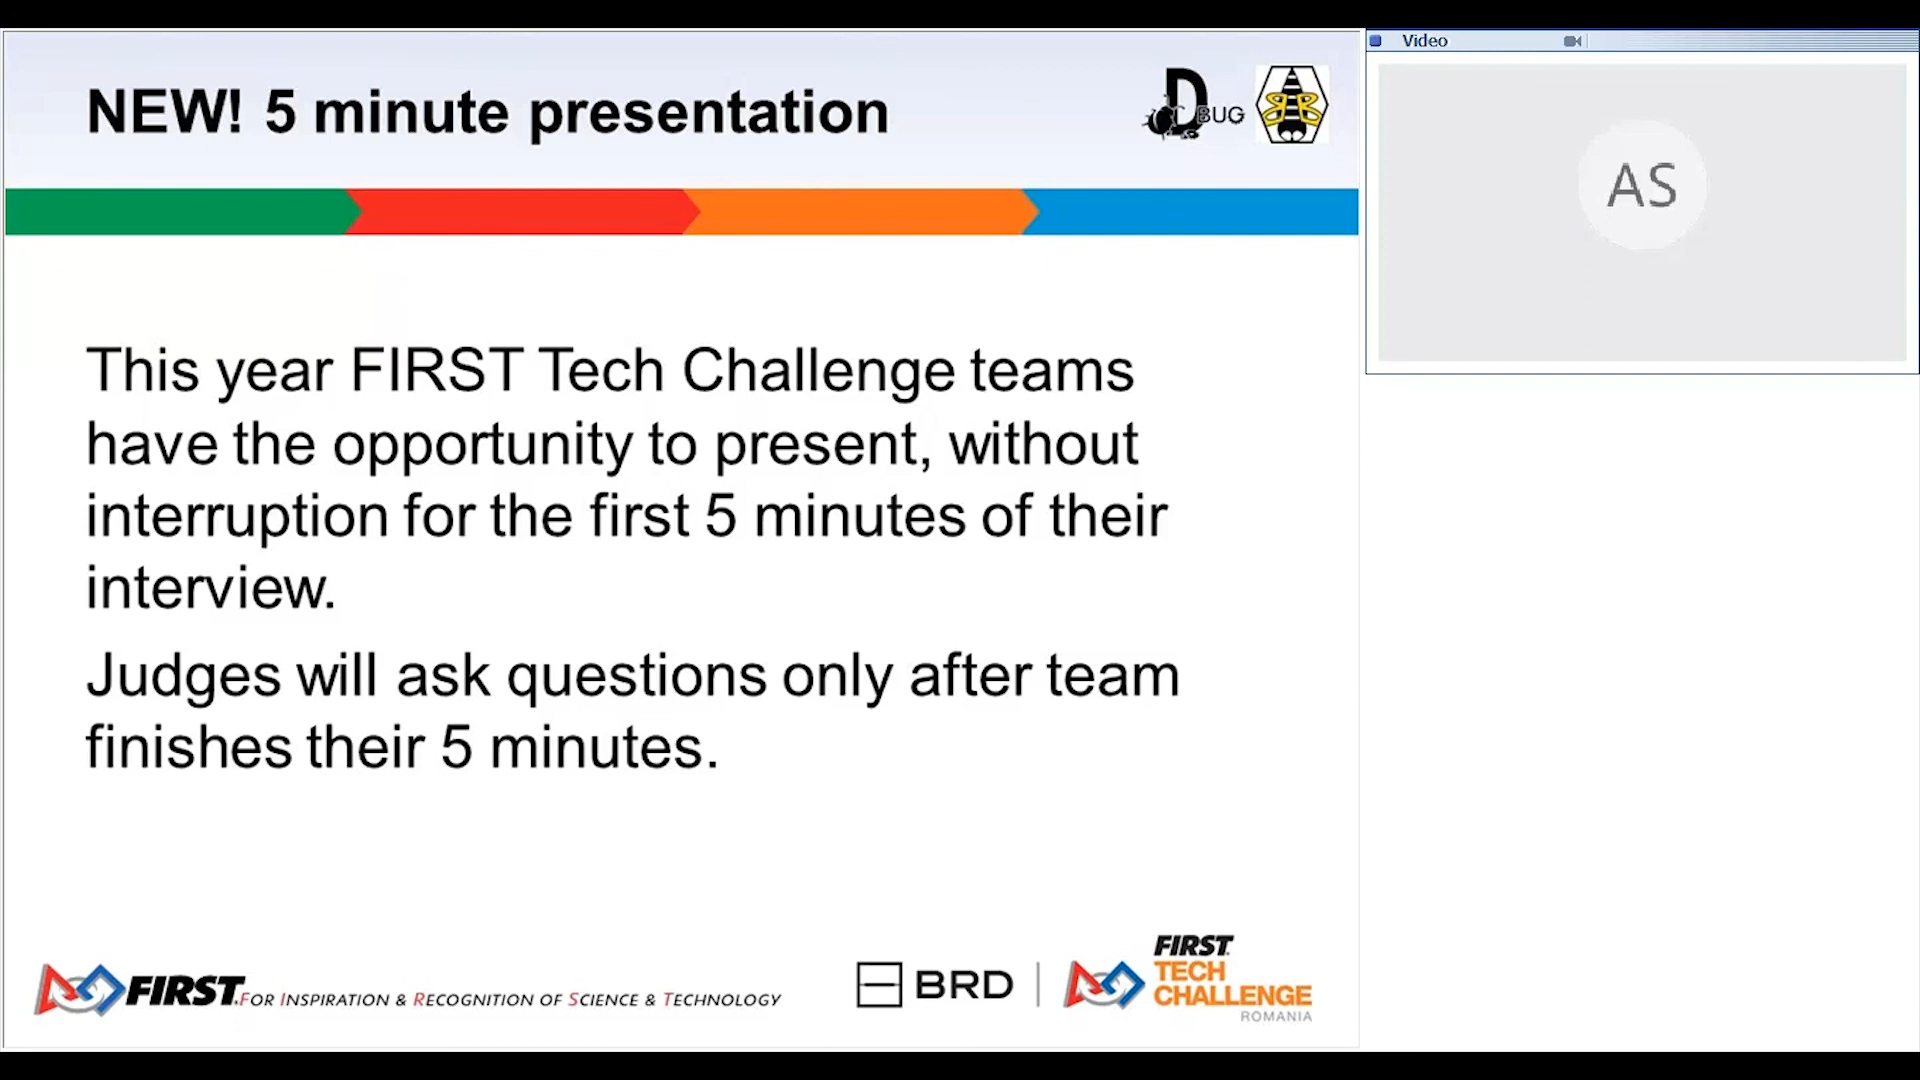 NEW! 5 minute presentation
D BUG
This year FIRST Tech Challenge teams
have the opportunity to present, without
interruption for the first 5 minutes of their
interview.
Judges will ask questions only after team
finishes their 5 minutes.
FIRST. FOR INSPIRATION & RECOGNITION OF SCIENCE & TECHNOLOGY
BRD
FIRST
TECH
CHALLENGE
ROMANIA
Video
AS